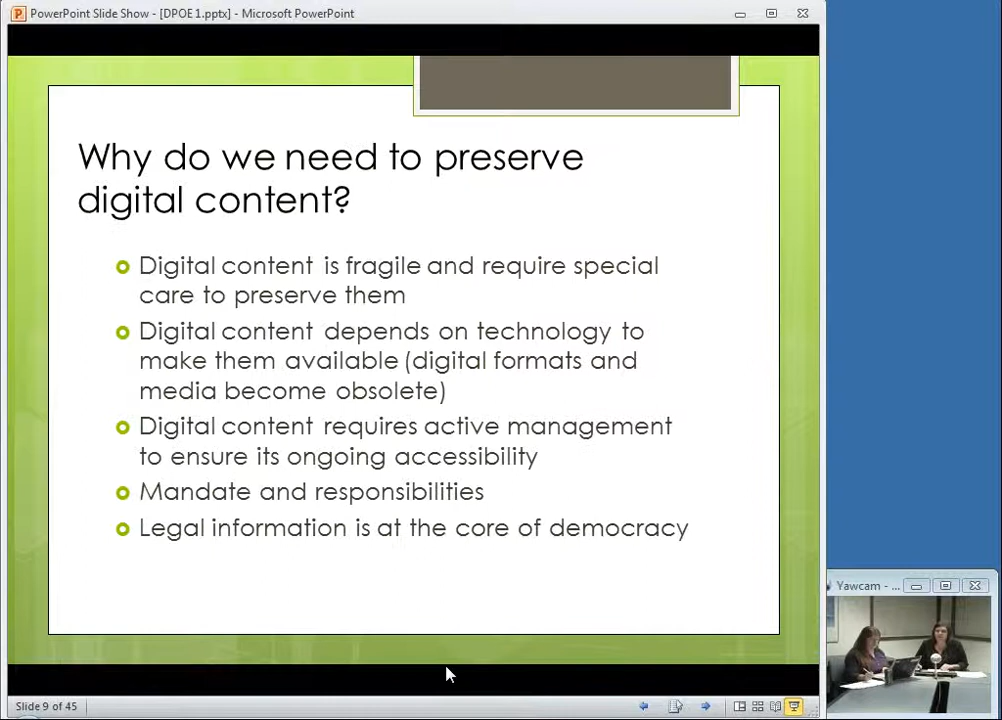 PowerPoint Slide Show - [DPOE 1.pptx] - Microsoft PowerPoint
Why do we need to preserve
digital content?
Digital content is fragile and require special
care to preserve them
Digital content depends on technology to
make them available (digital formats and
media become obsolete)
Digital content requires active management
to ensure its ongoing accessibility
Mandate and responsibilities
Legal information is at the core of democracy
Yawcam - ...
Slide 9 of 45